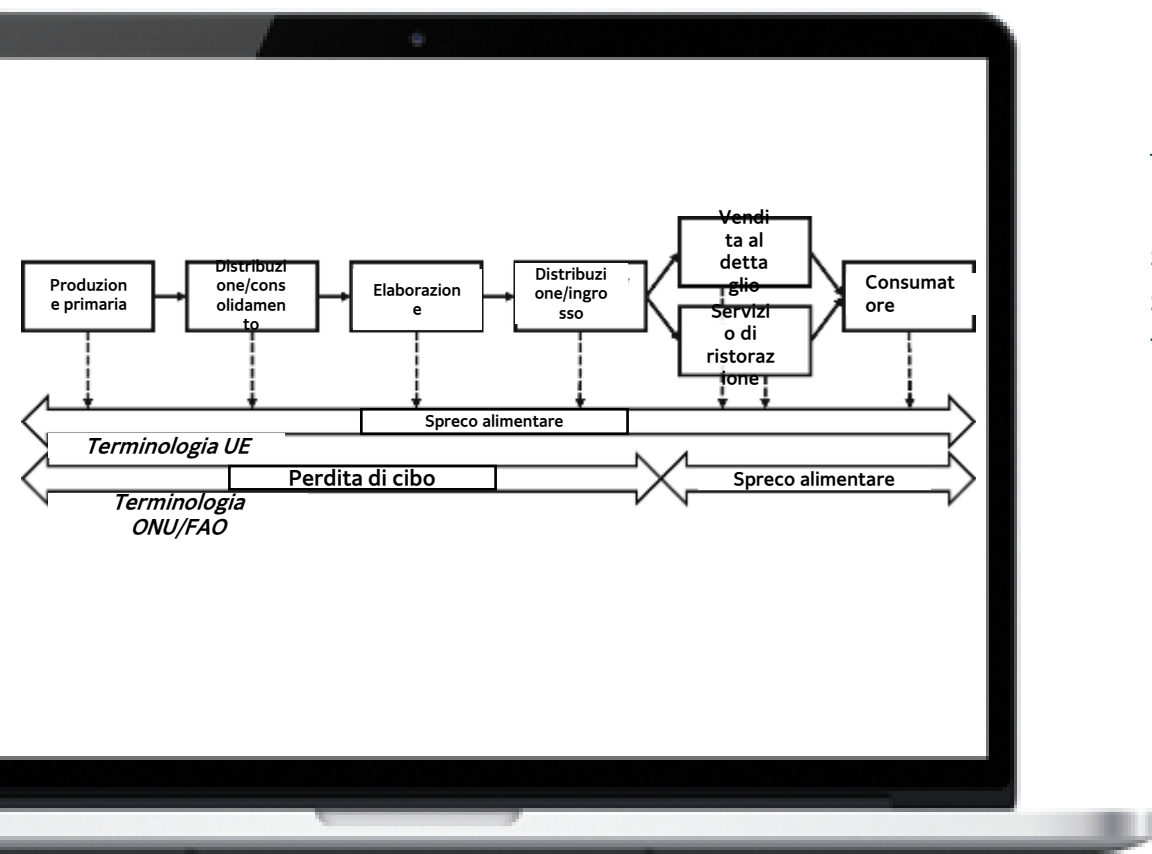 Produzion
e primaria
Distribuzi
one/cons
olidamen
to
Elaborazion
e
Distribuzi
one/ingro
sso
Vendi
ta al
detta
glio
Servizi
o di
ristoraz
ione
Consumat
ore
Spreco alimentare
Terminologia UE
Perdita di cibo
Spreco alimentare
Terminologia
ONU/FAO